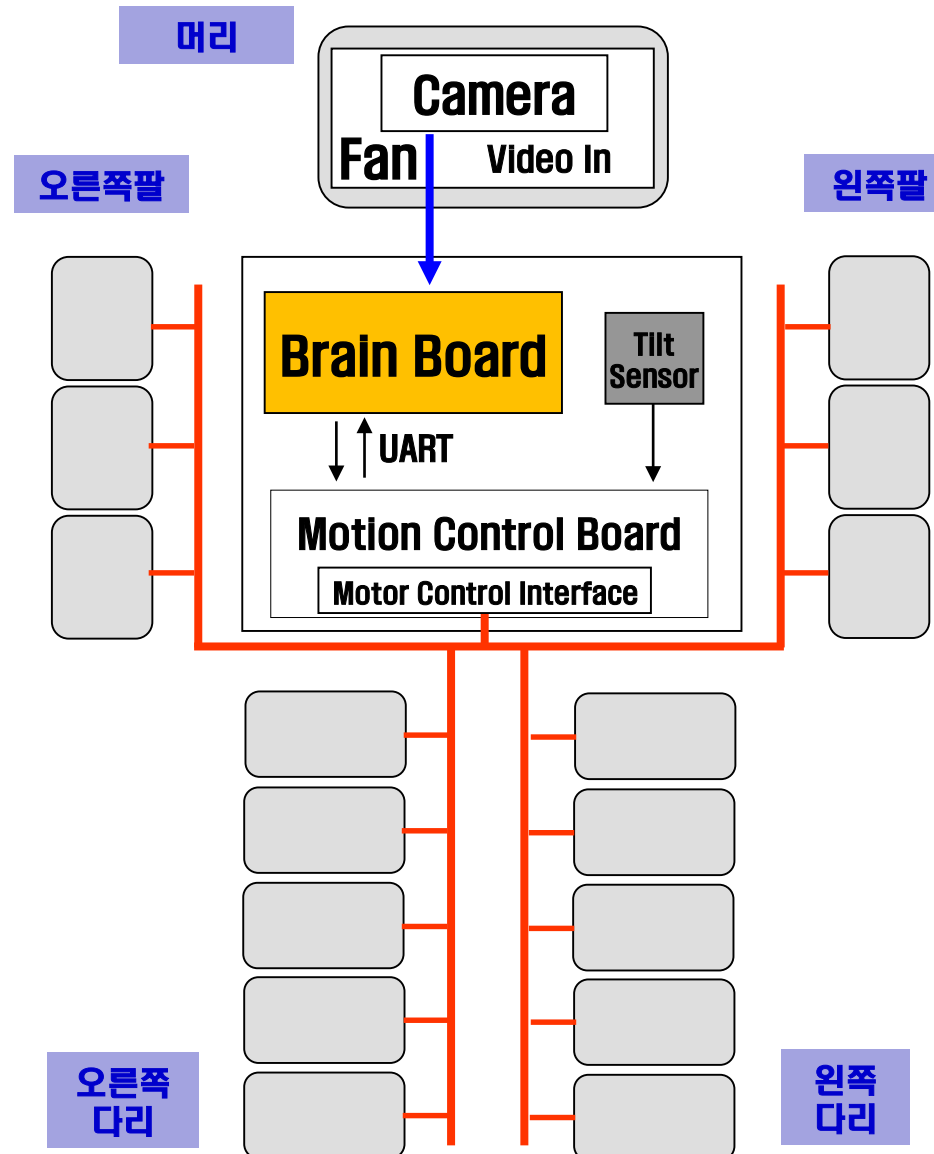 머리
Camera
Fan
Video In
오른쪽팔
왼쪽팔
Brain Board
Tilt
Sensor
UART
Motion Control Board
Motor Control Interface
오른쪽
다리
왼쪽
다리